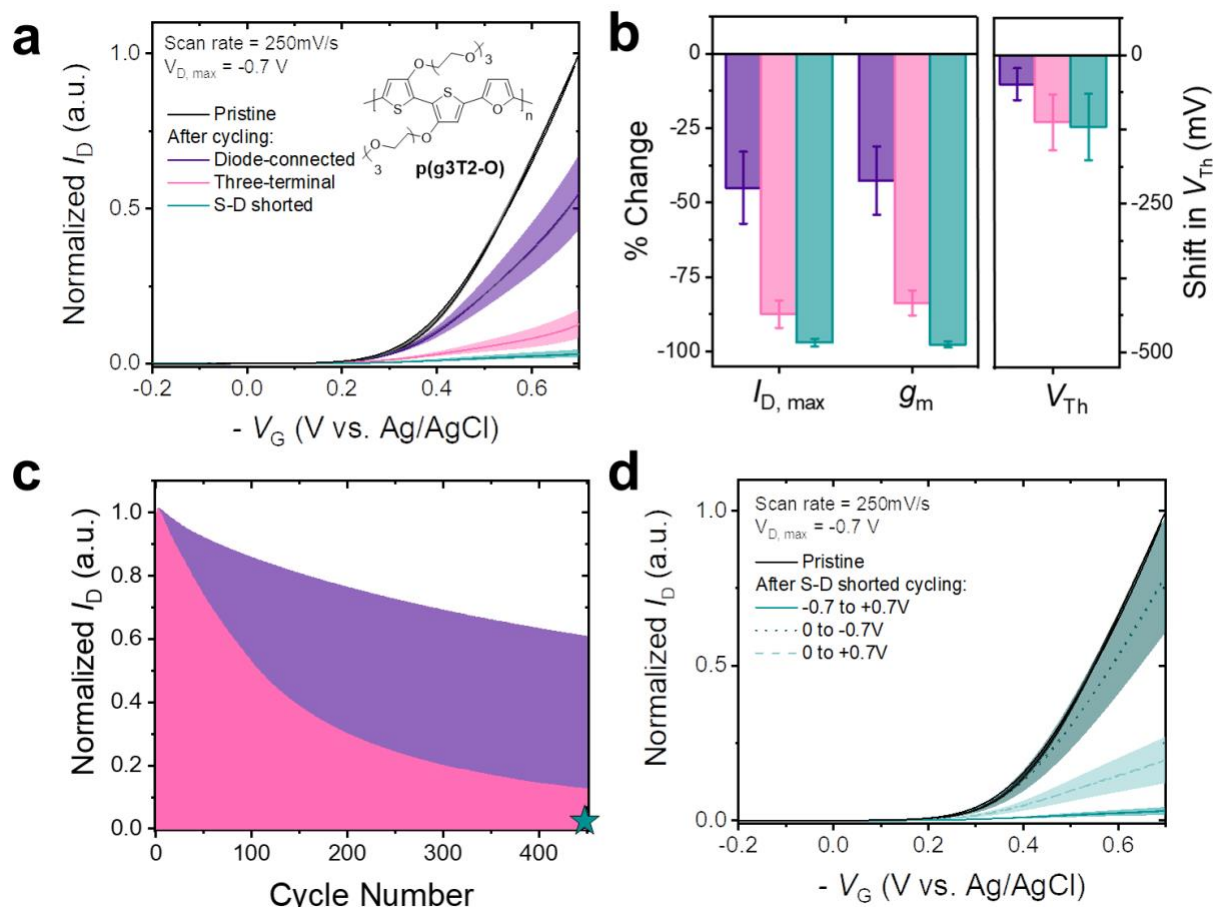 a
Scan rate = 250mV/s
V_D, max = -0.7 V
Pristine
After cycling:
Diode-connected
Three-terminal
S-D shorted
O
O
3
S
S
O
n
O
O
3
p(g3T2-O)
Normalized I_D (a.u.)
1.0
0.5
0.0
-0.2 0.0 0.2 0.4 0.6
- V_G (V vs. Ag/AgCl)
b
% Change
0
-25
-50
-75
-100
I_D, max
g_m
V_Th
0
-250
-500
Shift in V_Th (mV)
c
Normalized I_D (a.u.)
1.0
0.8
0.6
0.4
0.2
0.0
0 100 200 300 400
Cycle Number
d
Scan rate = 250mV/s
V_D, max = -0.7 V
Pristine
After S-D shorted cycling:
-0.7 to +0.7V
0 to -0.7V
0 to +0.7V
Normalized I_D (a.u.)
1.0
0.5
0.0
-0.2 0.0 0.2 0.4 0.6
- V_G (V vs. Ag/AgCl)